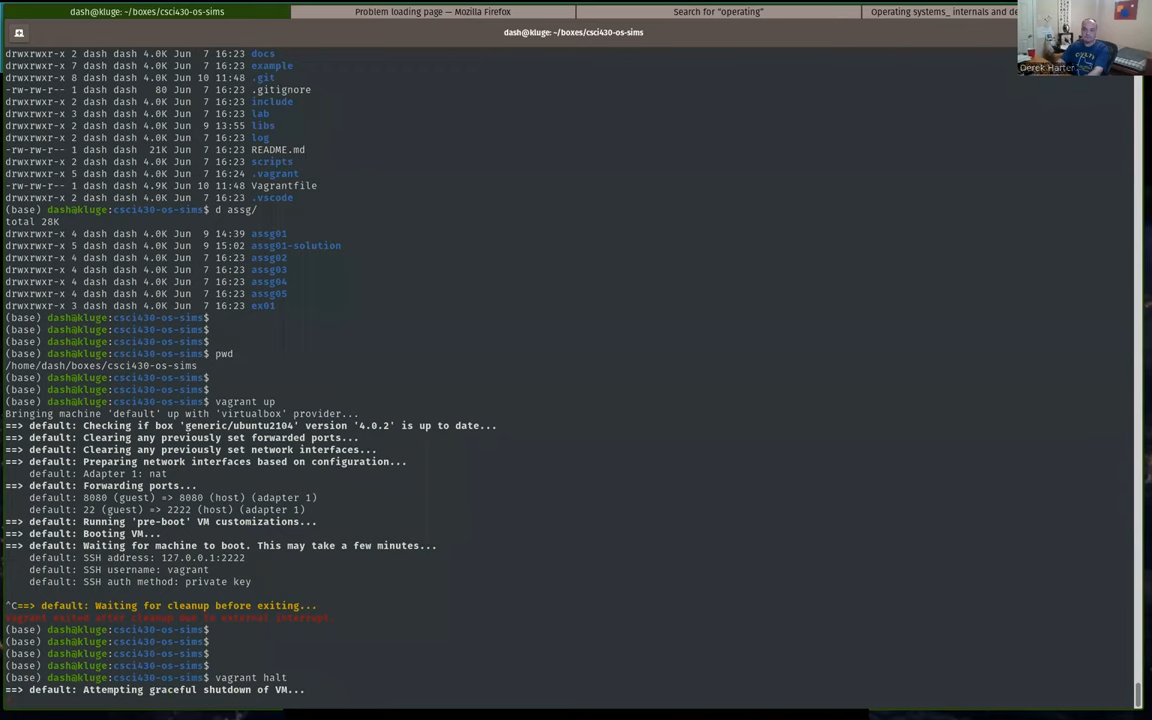 dash@kluge: ~/boxes/csci430-os-sims
Problem loading page — Mozilla Firefox
Search for "operating"
Operating systems_ internals and de
dash@kluge: ~/boxes/csci430-os-sims
Derek Harter
drwxrwxr-x 2 dash dash 4.0K Jun  7 16:23 docs
drwxrwxr-x 7 dash dash 4.0K Jun  7 16:23 example
drwxrwxr-x 8 dash dash 4.0K Jun 10 11:48 .git
-rw-rw-r-- 1 dash dash   80 Jun  7 16:23 .gitignore
drwxrwxr-x 2 dash dash 4.0K Jun  7 16:23 include
drwxrwxr-x 3 dash dash 4.0K Jun  7 16:23 lab
drwxrwxr-x 2 dash dash 4.0K Jun  9 13:55 libs
drwxrwxr-x 2 dash dash 4.0K Jun  7 16:23 log
-rw-rw-r-- 1 dash dash  21K Jun  7 16:23 README.md
drwxrwxr-x 2 dash dash 4.0K Jun  7 16:23 scripts
drwxrwxr-x 5 dash dash 4.0K Jun  7 16:24 .vagrant
-rw-rw-r-- 1 dash dash 4.9K Jun 10 11:48 Vagrantfile
drwxrwxr-x 2 dash dash 4.0K Jun  7 16:23 .vscode
(base) dash@kluge:csci430-os-sims$ d assg/
total 28K
drwxrwxr-x 4 dash dash 4.0K Jun  9 14:39 assg01
drwxrwxr-x 5 dash dash 4.0K Jun  9 15:02 assg01-solution
drwxrwxr-x 4 dash dash 4.0K Jun  7 16:23 assg02
drwxrwxr-x 4 dash dash 4.0K Jun  7 16:23 assg03
drwxrwxr-x 4 dash dash 4.0K Jun  7 16:23 assg04
drwxrwxr-x 4 dash dash 4.0K Jun  7 16:23 assg05
drwxrwxr-x 3 dash dash 4.0K Jun  7 16:23 ex01
(base) dash@kluge:csci430-os-sims$
(base) dash@kluge:csci430-os-sims$
(base) dash@kluge:csci430-os-sims$
(base) dash@kluge:csci430-os-sims$ pwd
/home/dash/boxes/csci430-os-sims
(base) dash@kluge:csci430-os-sims$
(base) dash@kluge:csci430-os-sims$
(base) dash@kluge:csci430-os-sims$ vagrant up
Bringing machine 'default' up with 'virtualbox' provider...
==> default: Checking if box 'generic/ubuntu2104' version '4.0.2' is up to date...
==> default: Clearing any previously set forwarded ports...
==> default: Clearing any previously set network interfaces...
==> default: Preparing network interfaces based on configuration...
    default: Adapter 1: nat
==> default: Forwarding ports...
    default: 8080 (guest) => 8080 (host) (adapter 1)
    default: 22 (guest) => 2222 (host) (adapter 1)
==> default: Running 'pre-boot' VM customizations...
==> default: Booting VM...
==> default: Waiting for machine to boot. This may take a few minutes...
    default: SSH address: 127.0.0.1:2222
    default: SSH username: vagrant
    default: SSH auth method: private key
^C==> default: Waiting for cleanup before exiting...
Vagrant exited after cleanup due to external interrupt.
(base) dash@kluge:csci430-os-sims$
(base) dash@kluge:csci430-os-sims$
(base) dash@kluge:csci430-os-sims$
(base) dash@kluge:csci430-os-sims$
(base) dash@kluge:csci430-os-sims$ vagrant halt
==> default: Attempting graceful shutdown of VM...